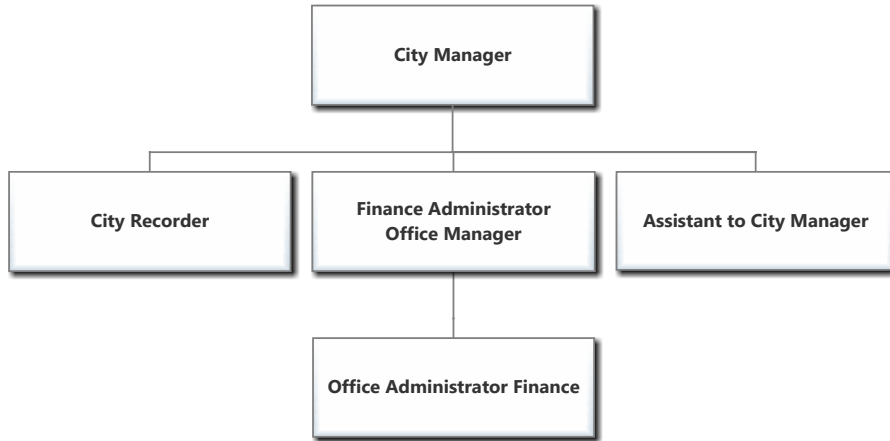 City Manager
City Recorder
Finance Administrator
Office Manager
Assistant to City Manager
Office Administrator Finance